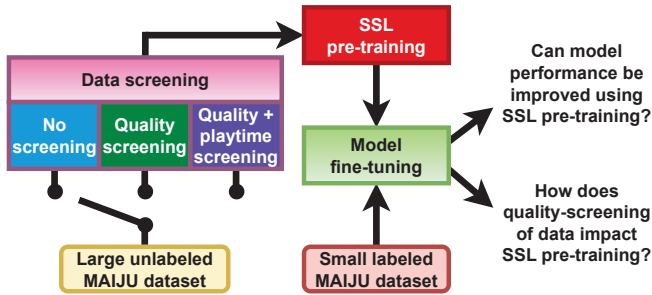 SSL
pre-training
Data screening
No
screening
Quality
screening
Quality +
playtime
screening
Model
fine-tuning
Can model
performance be
improved using
SSL pre-training?
How does
quality-screening
of data impact
SSL pre-training?
Large unlabeled
MAIJU dataset
Small labeled
MAIJU dataset